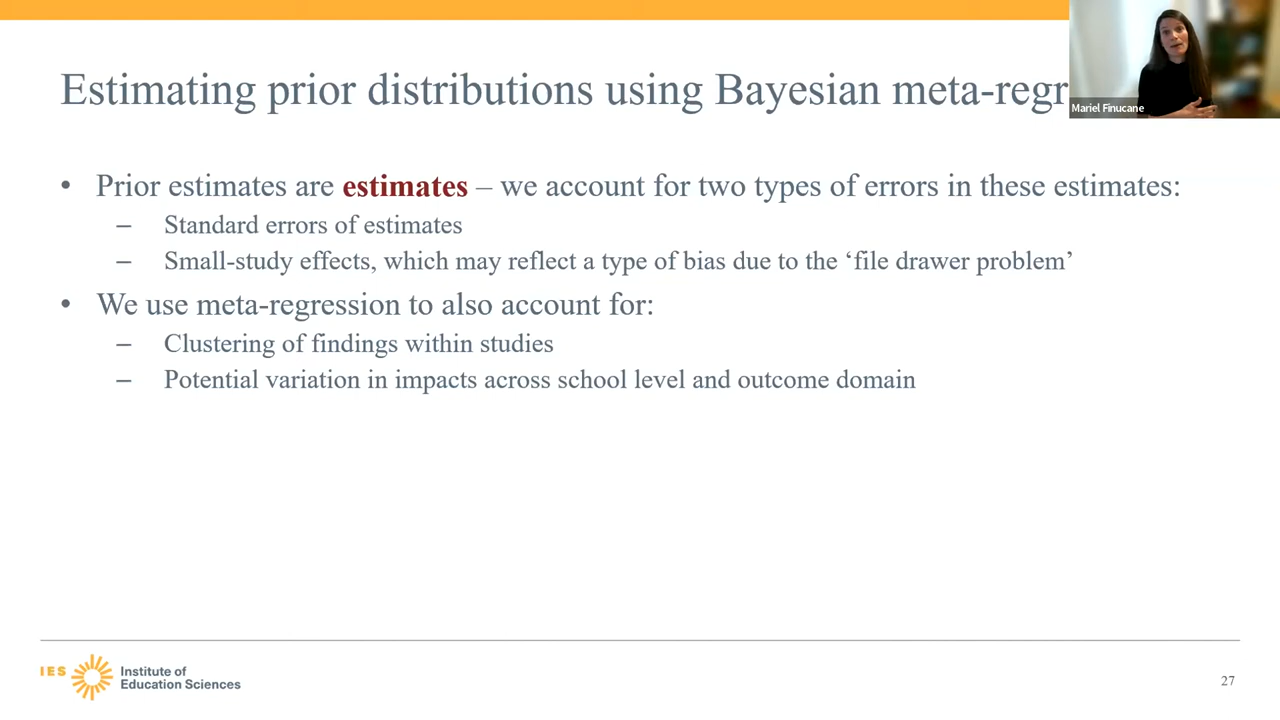 Estimating prior distributions using Bayesian meta-regr
Mariel Finucane
• Prior estimates are estimates – we account for two types of errors in these estimates:
– Standard errors of estimates
– Small-study effects, which may reflect a type of bias due to the ‘file drawer problem’
• We use meta-regression to also account for:
– Clustering of findings within studies
– Potential variation in impacts across school level and outcome domain
IES
Institute of
Education Sciences
27